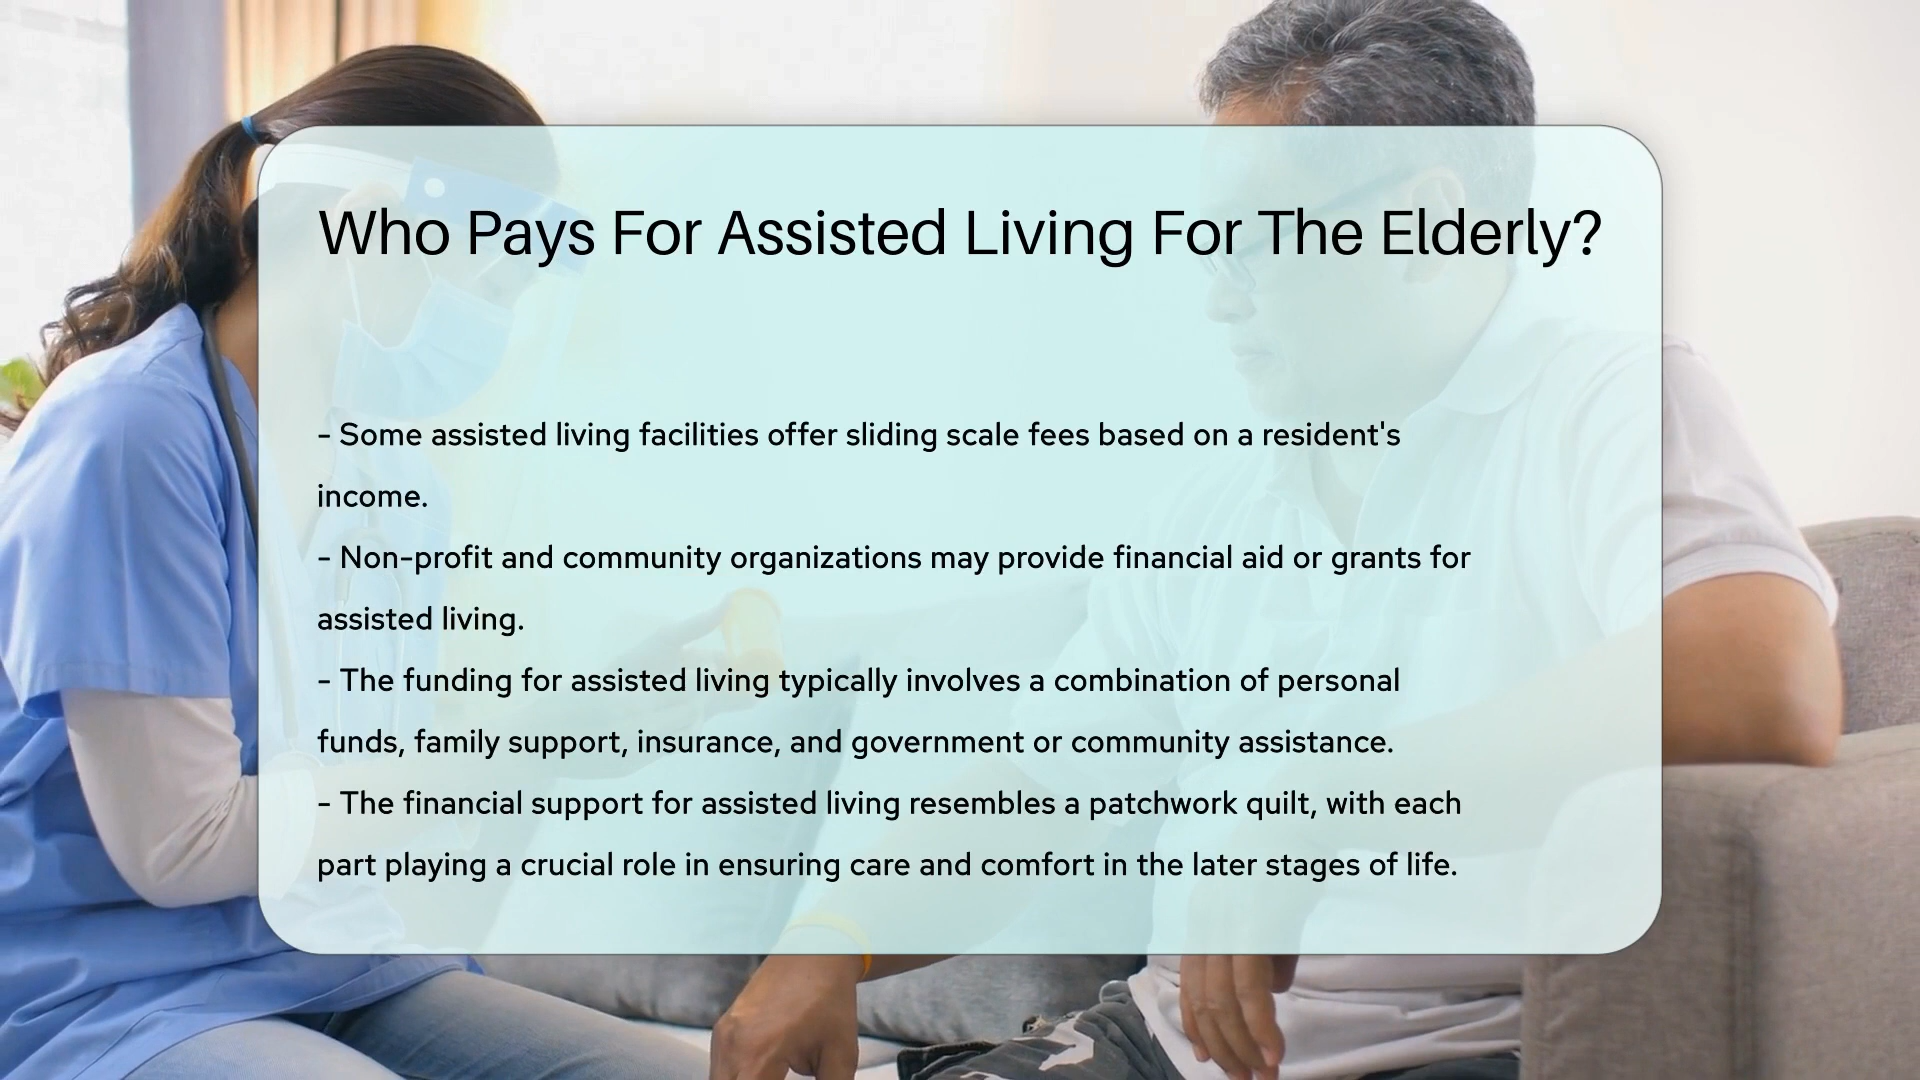 Who Pays For Assisted Living For The Elderly?
- Some assisted living facilities offer sliding scale fees based on a resident's
income.
- Non-profit and community organizations may provide financial aid or grants for
assisted living.
- The funding for assisted living typically involves a combination of personal
funds, family support, insurance, and government or community assistance.
- The financial support for assisted living resembles a patchwork quilt, with each
part playing a crucial role in ensuring care and comfort in the later stages of life.